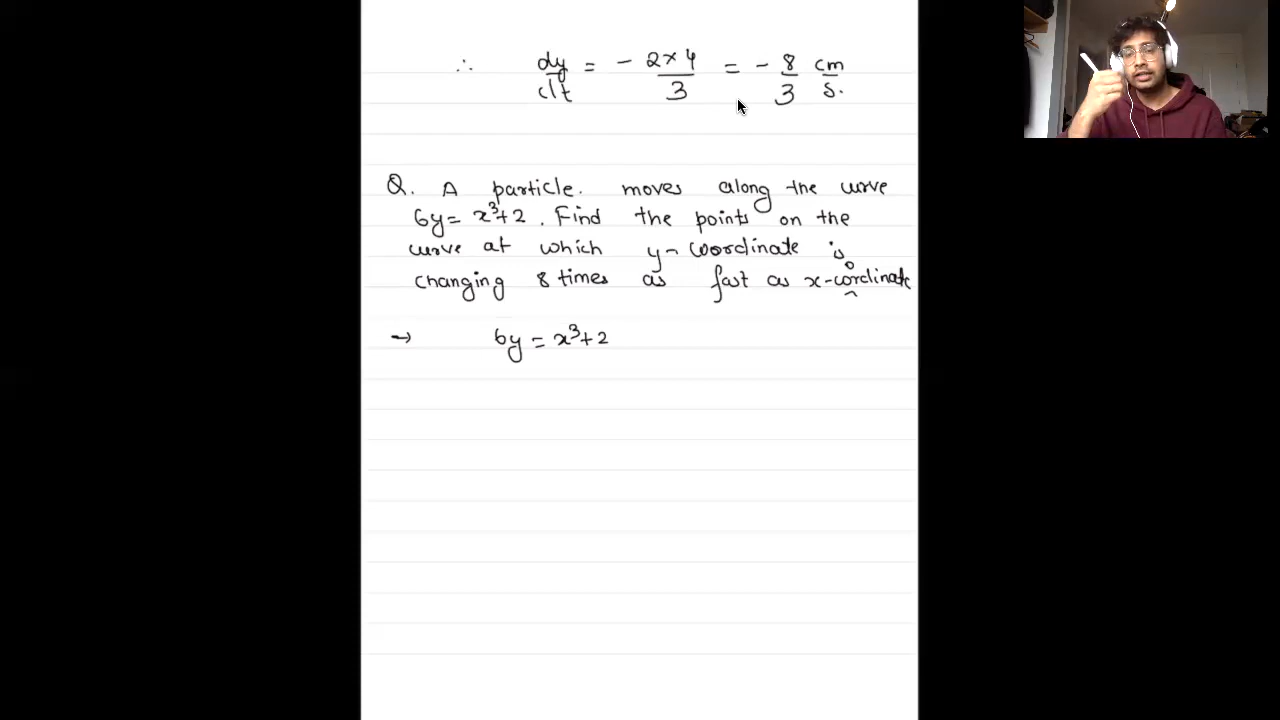 ∴ dy/dt = - 2×4/3 = - 8/3 cm/s.
Q. A particle. moves along the curve
6y = x³+2 . Find the points on the
curve at which y-coordinate is
changing 8 times as fast as x-coordinate
→ 6y = x³+2